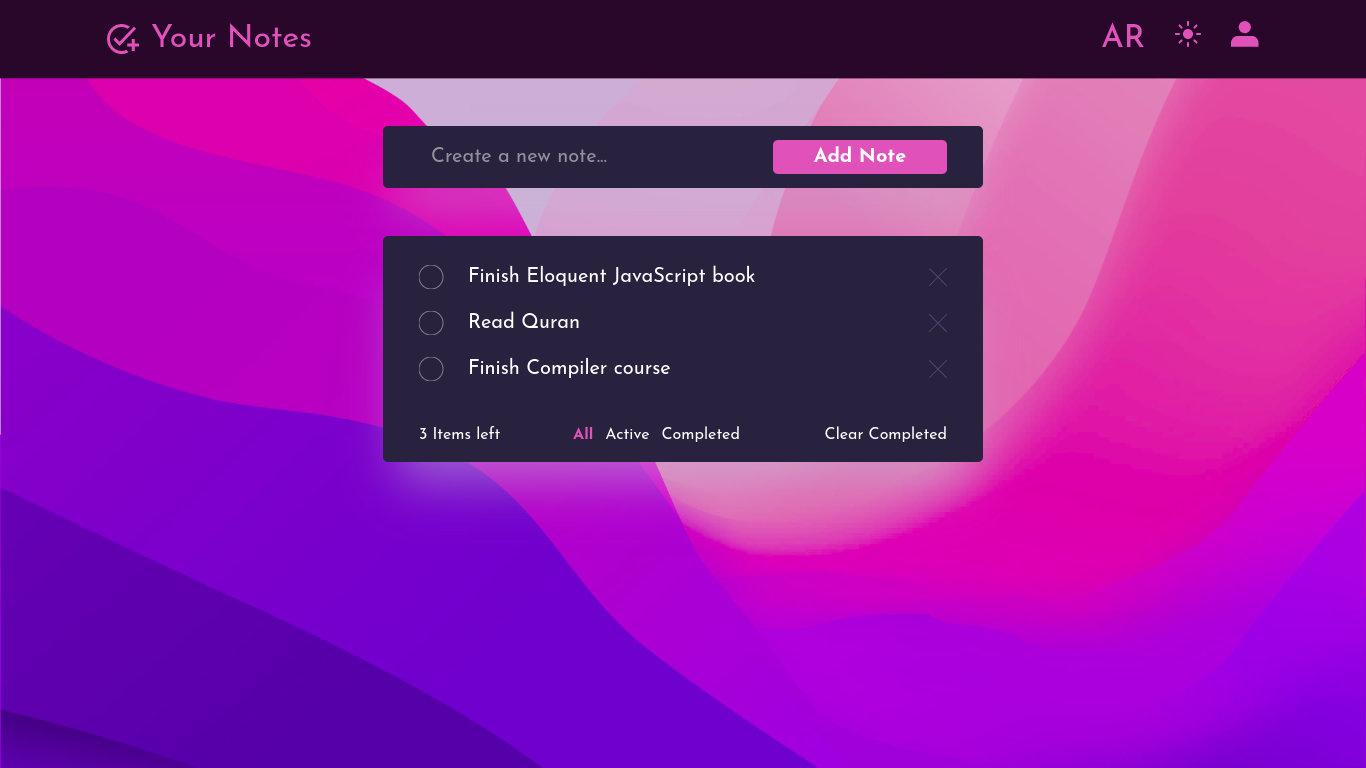 Your Notes
AR
Create a new note...
Add Note
Finish Eloquent JavaScript book
Read Quran
Finish Compiler course
3 Items left
All Active Completed
Clear Completed